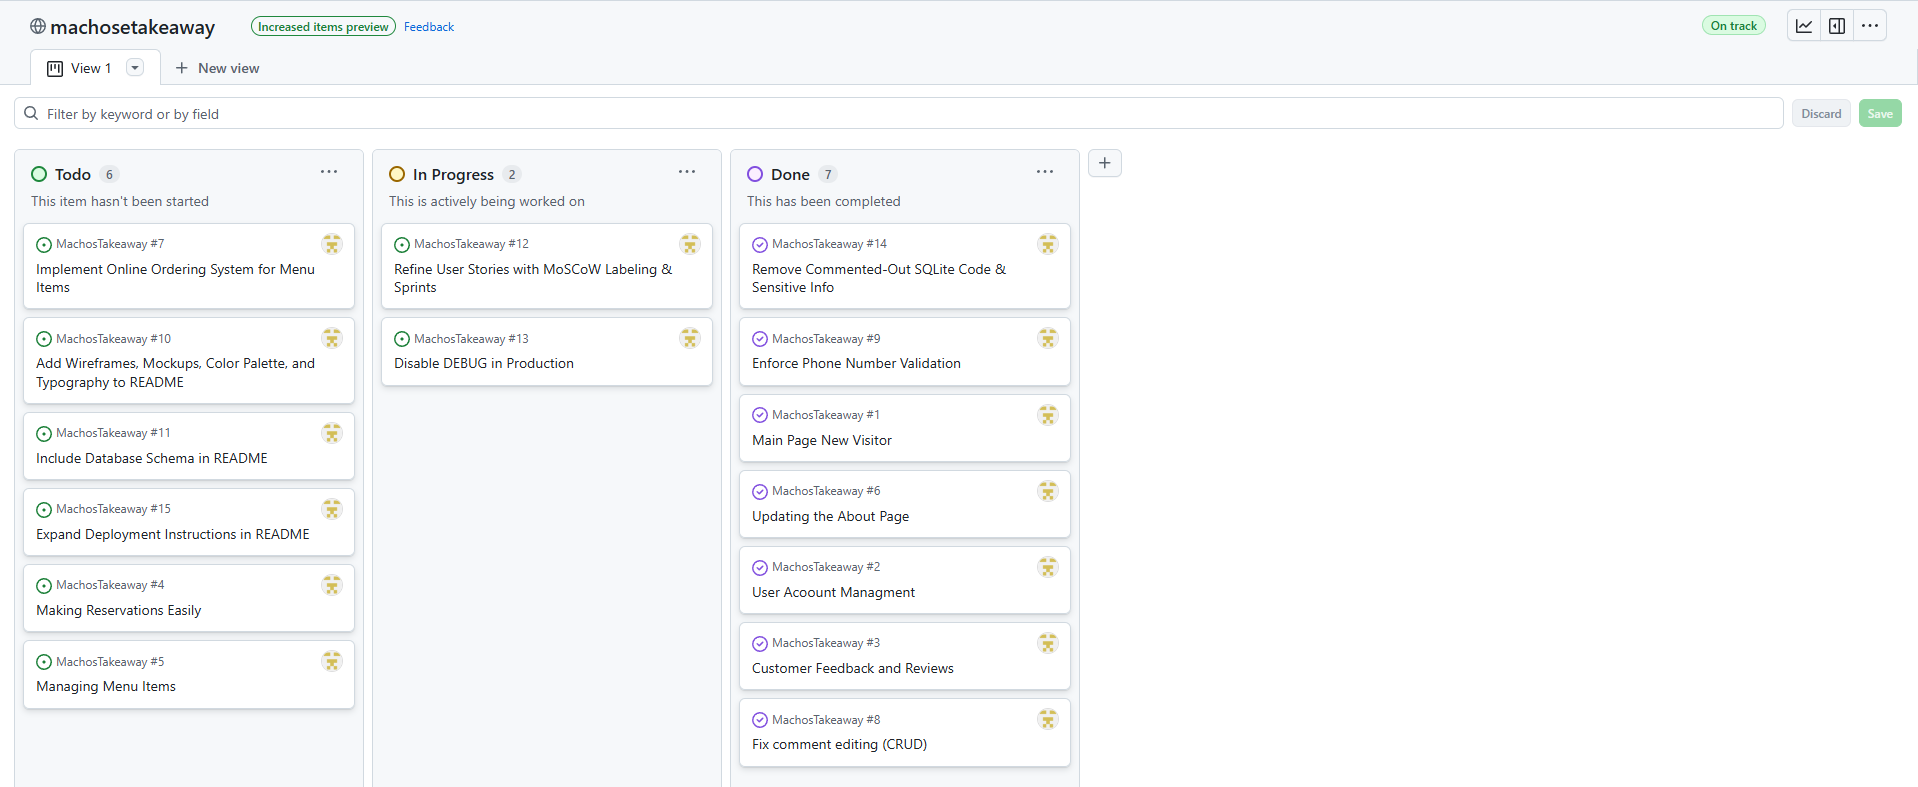 machosetakeaway
Increased items preview
Feedback
On track
View 1
New view
Filter by keyword or by field
Discard
Save
Todo 6
This item hasn't been started
MachosTakeaway #7
Implement Online Ordering System for Menu
Items
MachosTakeaway #10
Add Wireframes, Mockups, Color Palette, and
Typography to README
MachosTakeaway #11
Include Database Schema in README
MachosTakeaway #15
Expand Deployment Instructions in README
MachosTakeaway #4
Making Reservations Easily
MachosTakeaway #5
Managing Menu Items
In Progress 2
This is actively being worked on
MachosTakeaway #12
Refine User Stories with MoSCoW Labeling &
Sprints
MachosTakeaway #13
Disable DEBUG in Production
Done 7
This has been completed
MachosTakeaway #14
Remove Commented-Out SQLite Code &
Sensitive Info
MachosTakeaway #9
Enforce Phone Number Validation
MachosTakeaway #1
Main Page New Visitor
MachosTakeaway #6
Updating the About Page
MachosTakeaway #2
User Acoount Managment
MachosTakeaway #3
Customer Feedback and Reviews
MachosTakeaway #8
Fix comment editing (CRUD)